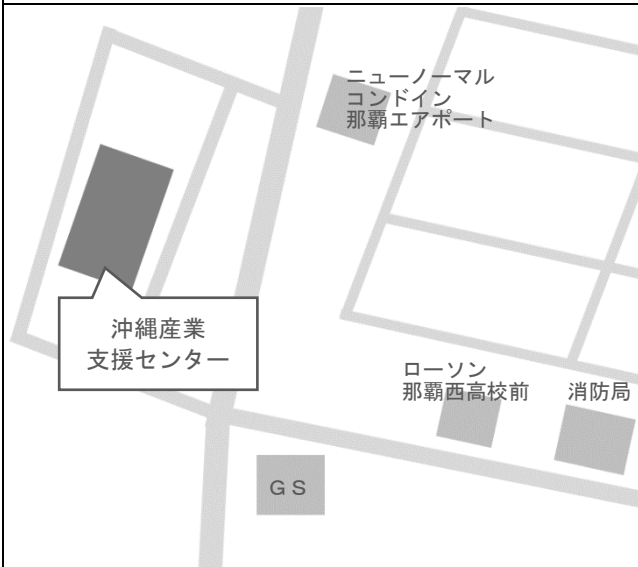 ニューノーマル
コンドイン
那覇エアポート
沖縄産業
支援センター
ローソン
那覇西高校前
消防局
ＧＳ